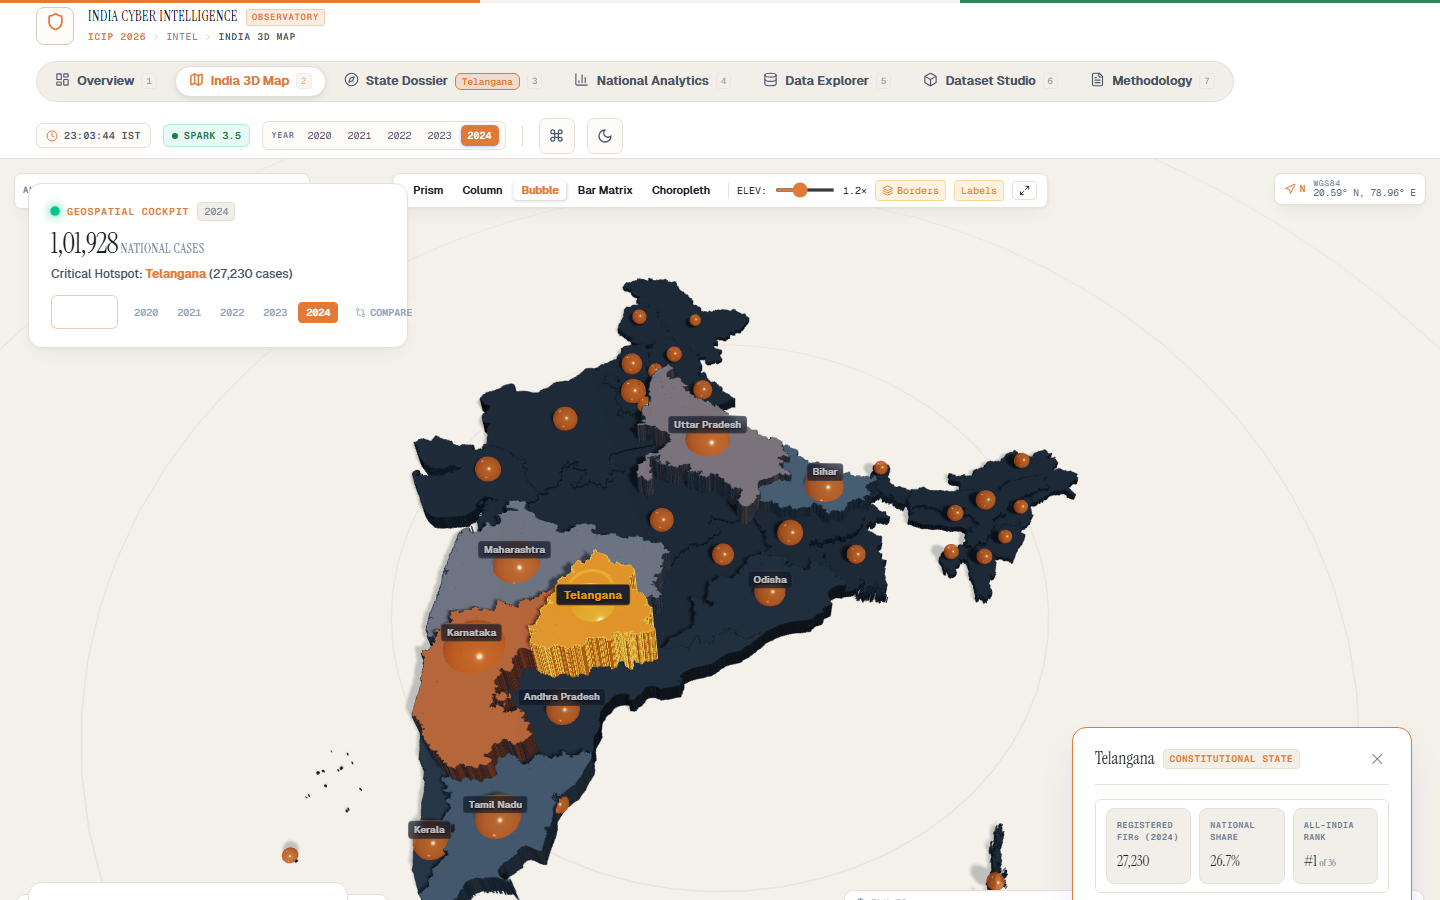 INDIA CYBER INTELLIGENCE OBSERVATORY
ICIP 2026 › INTEL › INDIA 3D MAP
Overview 1 India 3D Map 2 State Dossier Telangana 3 National Analytics 4 Data Explorer 5 Dataset Studio 6 Methodology 7
23:03:44 IST SPARK 3.5 YEAR 2020 2021 2022 2023 2024
Prism Column Bubble Bar Matrix Choropleth ELEV: 1.2× Borders Labels
N WGS84
20.59° N, 78.96° E
GEOSPATIAL COCKPIT 2024
1,01,928 NATIONAL CASES
Critical Hotspot: Telangana (27,230 cases)
2020 2021 2022 2023 2024 COMPARE
Uttar Pradesh
Bihar
Maharashtra
Odisha
Telangana
Karnataka
Andhra Pradesh
Tamil Nadu
Kerala
Telangana CONSTITUTIONAL STATE
REGISTERED FIRs (2024)
27,230
NATIONAL SHARE
26.7%
ALL-INDIA RANK
#1 of 36